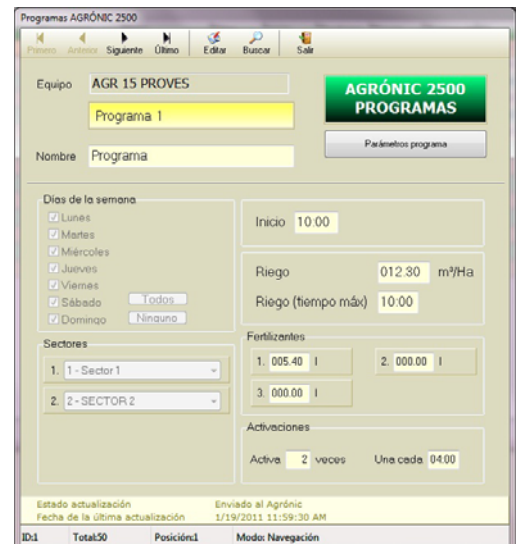 Programas AGRÓNIC 2500
Primero Anterior Siguiente Último Editar Buscar Salir
Equipo AGR 15 PROVES
Programa 1
AGRÓNIC 2500
PROGRAMAS
Parámetros programa
Nombre Programa
Días de la semana
Lunes
Martes
Miércoles
Jueves
Viernes
Sábado Todos
Domingo Ninguno
Inicio 10:00
Riego 012.30 m³/Ha
Riego (tiempo máx) 10:00
Sectores
1. 1 - Sector 1
2. 2 - SECTOR 2
Fertilizantes
1. 005.40 l 2. 000.00 l
3. 000.00 l
Activaciones
Activa 2 veces Una cada 04:00
Estado actualización Enviado al Agrónic
Fecha de la última actualización 1/19/2011 11:59:30 AM
ID:1 Total:50 Posición:1 Modo: Navegación